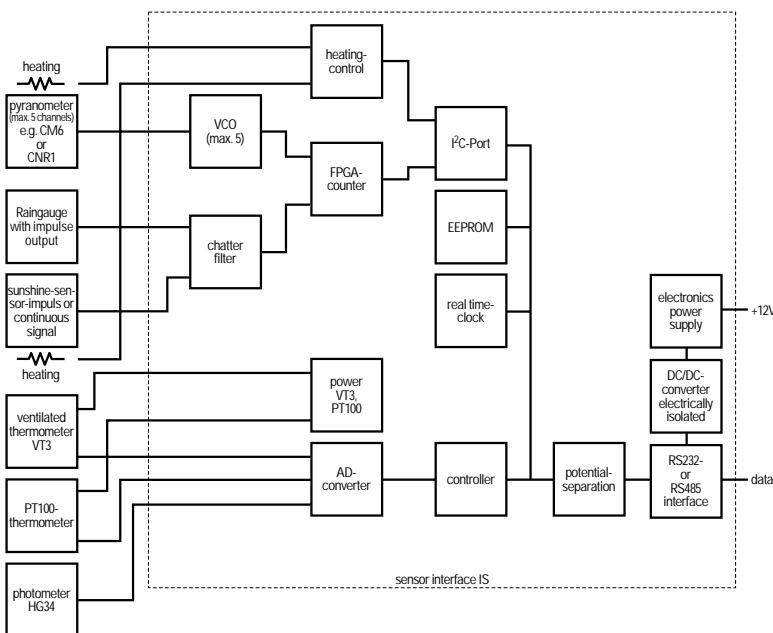 heating
pyranometer
(max. 5 channels)
e.g. CM6
or
CNR1
Raingauge
with impulse
output
sunshine-sen-
sor-impuls or
continuous
signal
heating
ventilated
thermometer
VT3
PT100-
thermometer
photometer
HG34
VCO
(max. 5)
chatter
filter
heating-
control
FPGA-
counter
power
VT3,
PT100
AD-
converter
I²C-Port
EEPROM
real time-
clock
controller
potential-
separation
electronics
power
supply
DC/DC-
converter
electrically
isolated
RS232-
or
RS485
interface
+12V
data
sensor interface IS